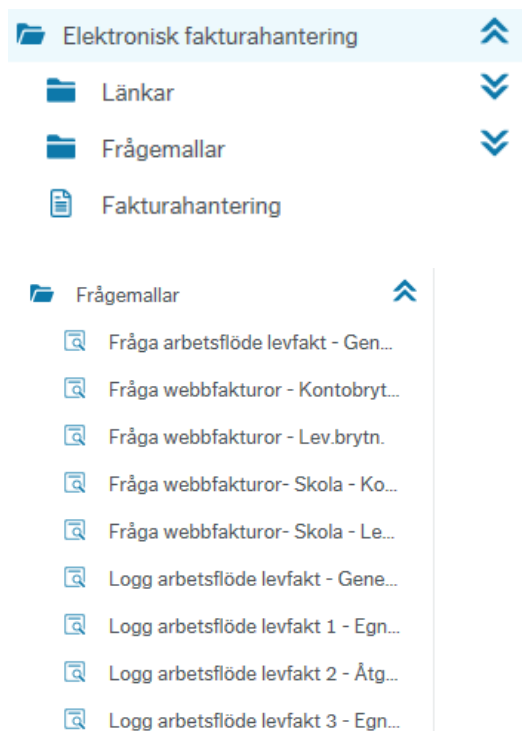 Elektronisk fakturahantering
Länkar
Frågemallar
Fakturahantering
Frågemallar
Fråga arbetsflöde levfakt - Gen...
Fråga webbfakturor - Kontobryt...
Fråga webbfakturor - Lev.brytn.
Fråga webbfakturor- Skola - Ko...
Fråga webbfakturor- Skola - Le...
Logg arbetsflöde levfakt - Gene...
Logg arbetsflöde levfakt 1 - Egn...
Logg arbetsflöde levfakt 2 - Åtg...
Logg arbetsflöde levfakt 3 - Egn...